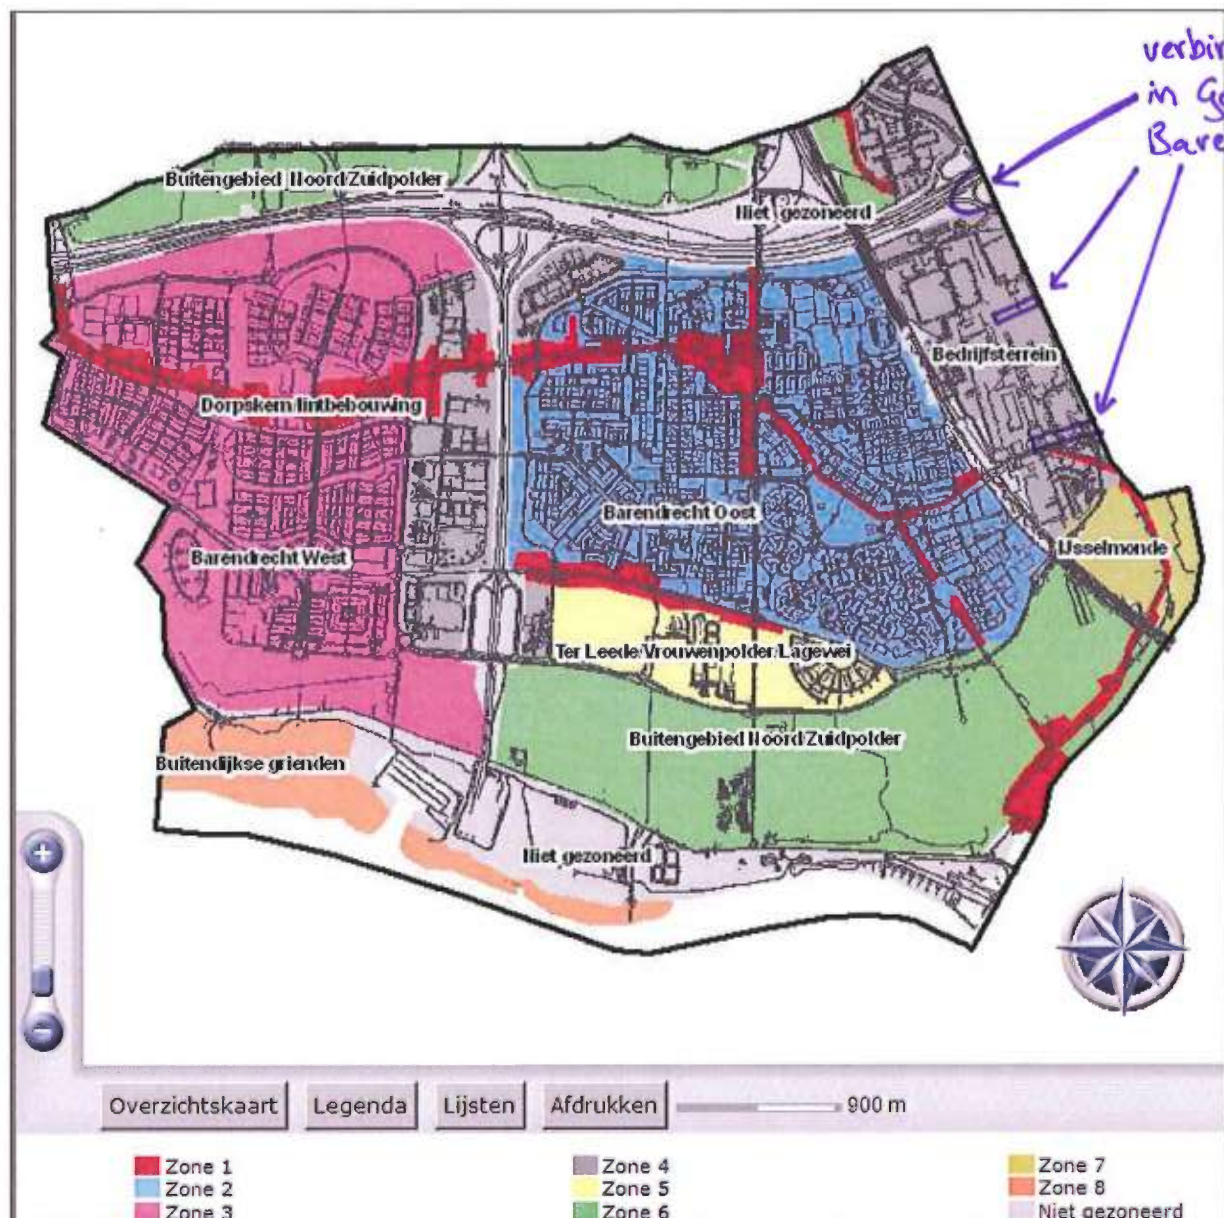 in
Buitengebied Noord/Zuidpolder
Niet gezoneerd
Bedrijfsterrein
Dorpskern/lintbebouwing
Barendrecht Oost
Barendrecht West
IJsselmonde
Ter Leede/Vrouwenpolder/Lagewei
Buitengebied Noord/Zuidpolder
Buitendijkse grienden
Niet gezoneerd
Overzichtskaart Legenda Lijsten Afdrukken 900 m
Zone 1 Zone 4 Zone 7
Zone 2 Zone 5 Zone 8
Zone 3 Zone 6 Niet gezoneerd